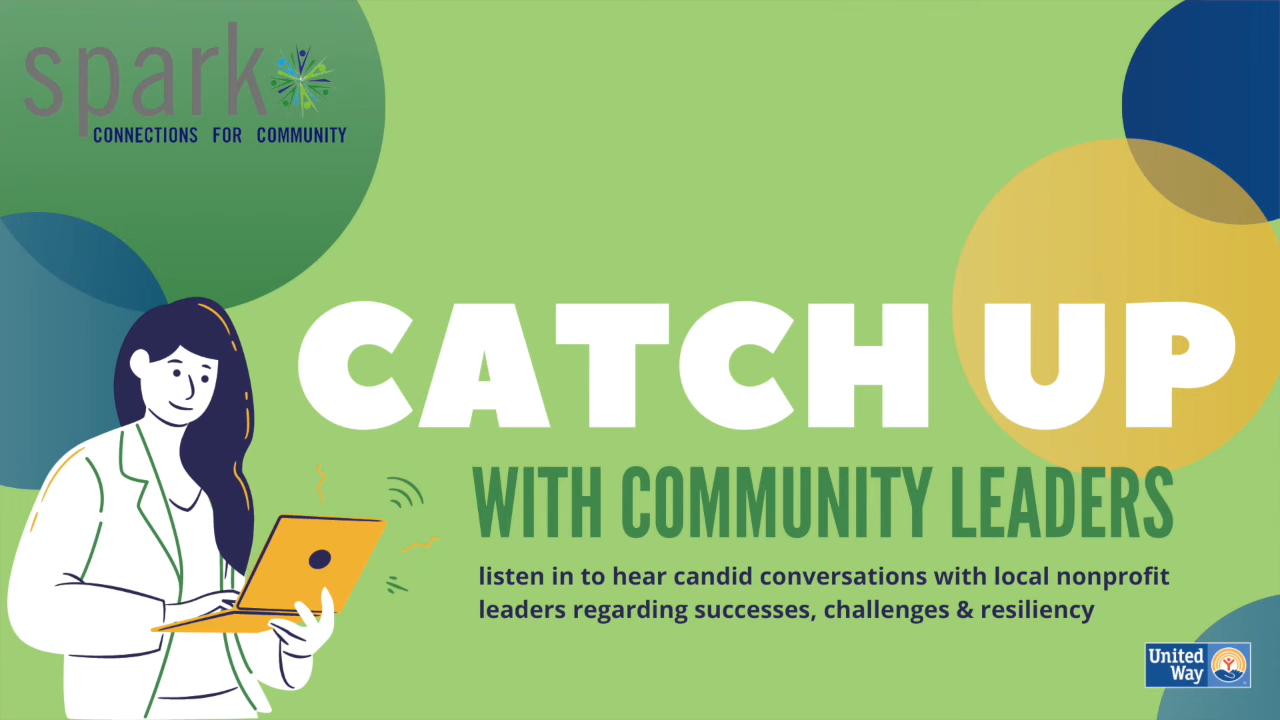 spark
CONNECTIONS FOR COMMUNITY
CATCH UP
WITH COMMUNITY LEADERS
listen in to hear candid conversations with local nonprofit
leaders regarding successes, challenges & resiliency
United
Way